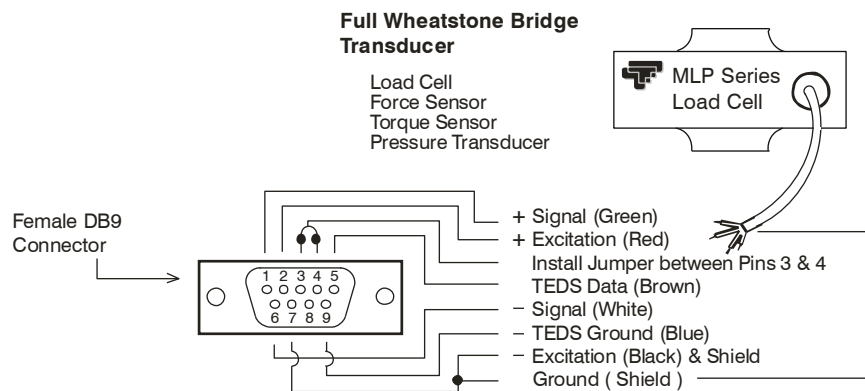 Full Wheatstone Bridge
Transducer
Load Cell
Force Sensor
Torque Sensor
Pressure Transducer
MLP Series
Load Cell
Female DB9
Connector
1 2 3 4 5
6 7 8 9
+ Signal (Green)
+ Excitation (Red)
Install Jumper between Pins 3 & 4
TEDS Data (Brown)
− Signal (White)
− TEDS Ground (Blue)
− Excitation (Black) & Shield
Ground ( Shield )